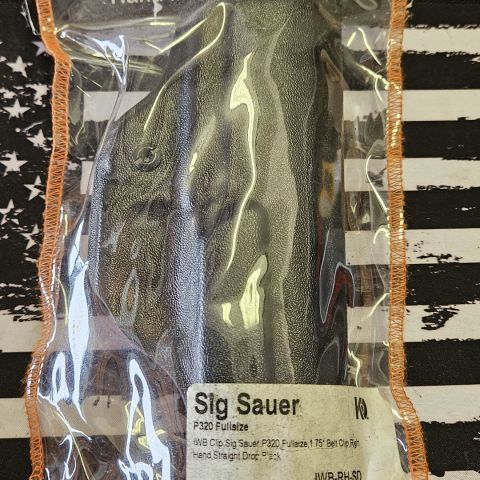 Sig Sauer
P320 Fullsize
IWB Clip,Sig Sauer,P320 Fullsize,1.75" Belt Clip,Right
Hand,Straight Drop,Black
IWB-RH-SD